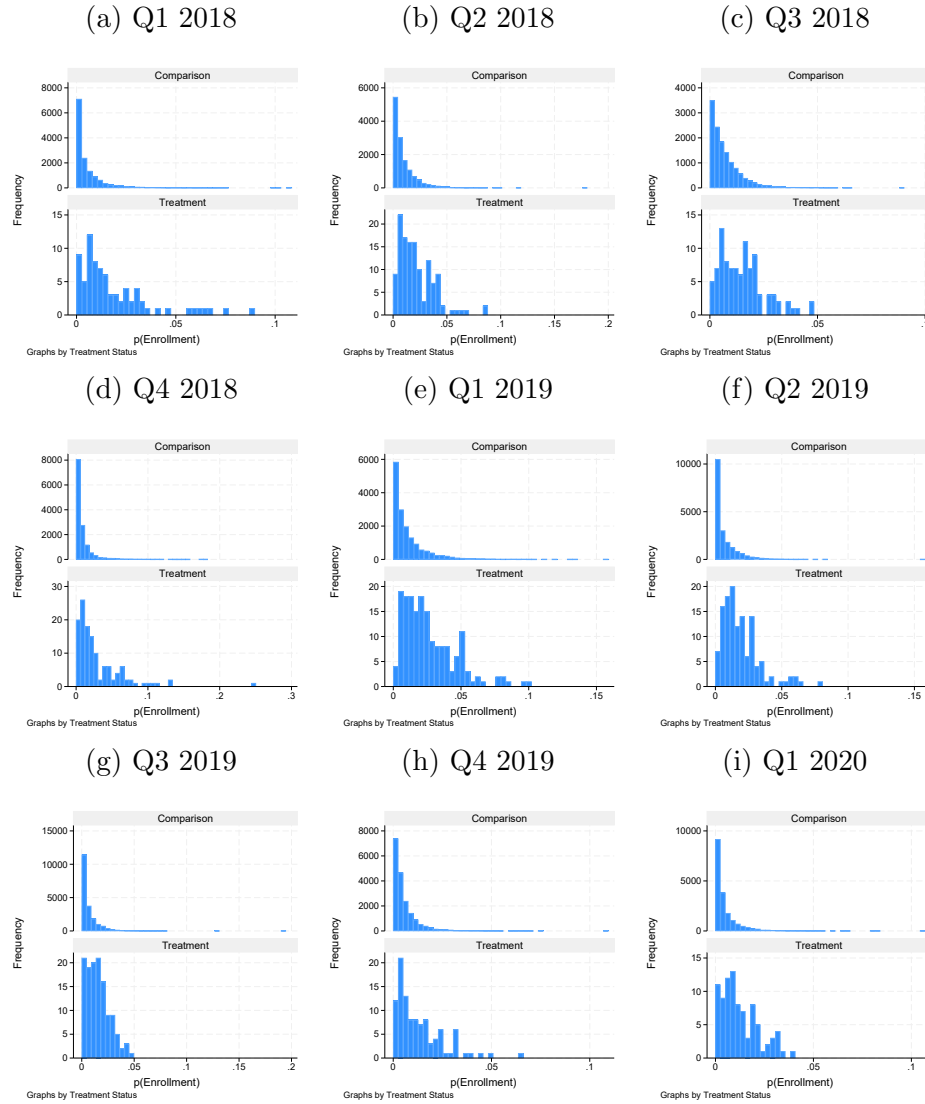 (a) Q1 2018
Comparison
8000
6000
4000
2000
0
Treatment
15
10
5
0
0 .05 .1
Frequency
p(Enrollment)
Graphs by Treatment Status
(b) Q2 2018
Comparison
6000
4000
2000
0
Treatment
20
15
10
5
0
0 .05 .1 .15 .2
Frequency
p(Enrollment)
Graphs by Treatment Status
(c) Q3 2018
Comparison
4000
3000
2000
1000
0
Treatment
15
10
5
0
0 .05 .1
Frequency
p(Enrollment)
Graphs by Treatment Status
(d) Q4 2018
Comparison
8000
6000
4000
2000
0
Treatment
30
20
10
0
0 .1 .2 .3
Frequency
p(Enrollment)
Graphs by Treatment Status
(e) Q1 2019
Comparison
6000
4000
2000
0
Treatment
20
15
10
5
0
0 .05 .1 .15
Frequency
p(Enrollment)
Graphs by Treatment Status
(f) Q2 2019
Comparison
10000
5000
0
Treatment
20
15
10
5
0
0 .05 .1 .15
Frequency
p(Enrollment)
Graphs by Treatment Status
(g) Q3 2019
Comparison
15000
10000
5000
0
Treatment
20
15
10
5
0
0 .05 .1 .15 .2
Frequency
p(Enrollment)
Graphs by Treatment Status
(h) Q4 2019
Comparison
8000
6000
4000
2000
0
Treatment
20
15
10
5
0
0 .05 .1
Frequency
p(Enrollment)
Graphs by Treatment Status
(i) Q1 2020
Comparison
10000
5000
0
Treatment
15
10
5
0
0 .05 .1
Frequency
p(Enrollment)
Graphs by Treatment Status